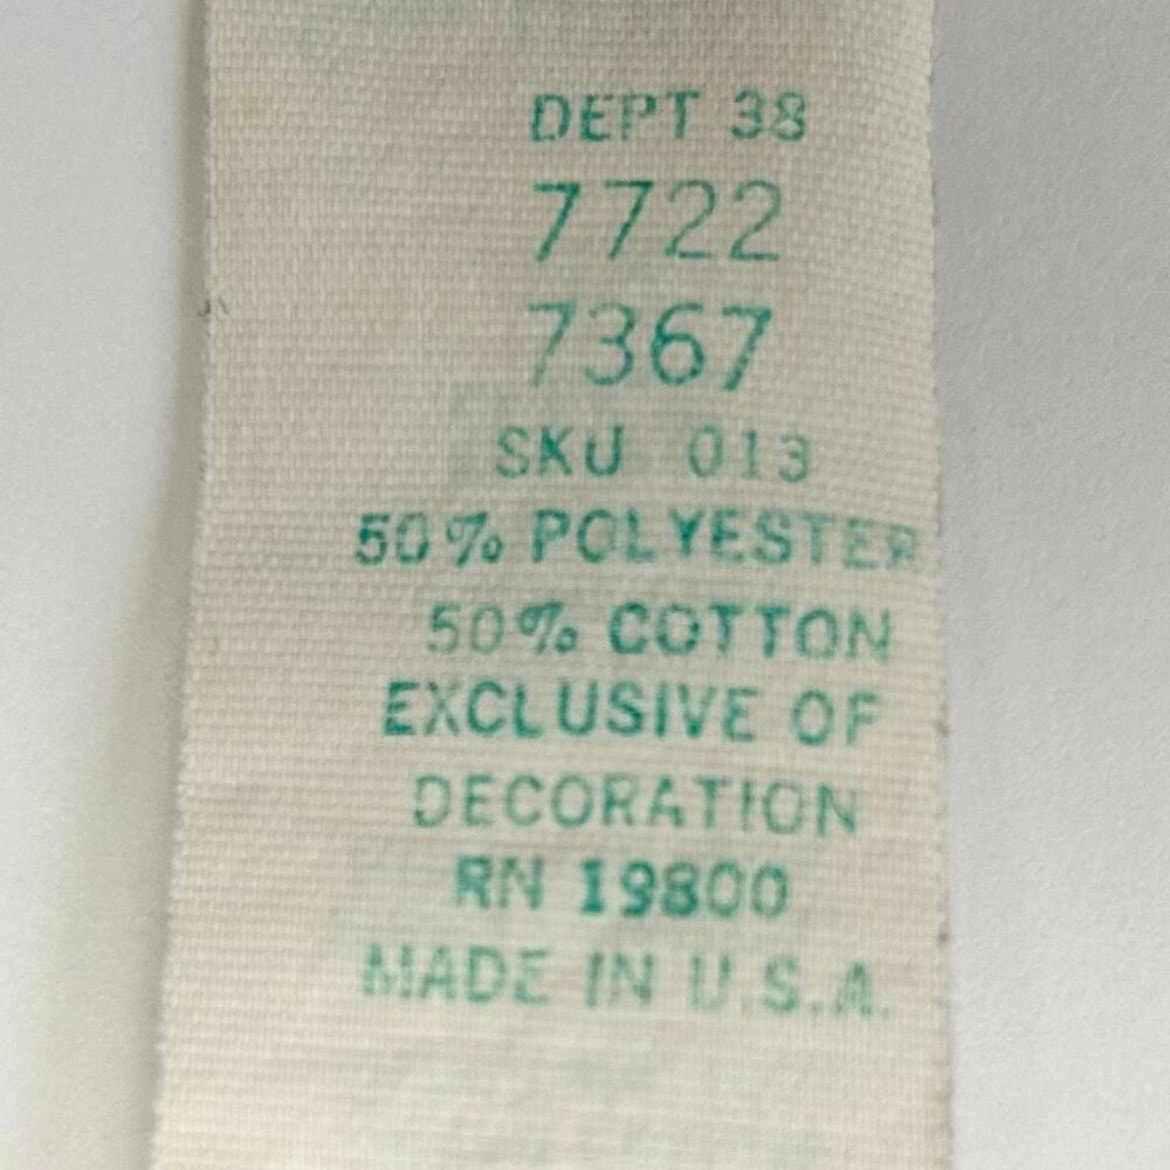 DEPT 38
7722
7367
SKU 013
50% POLYESTER
50% COTTON
EXCLUSIVE OF
DECORATION
RN 19800
MADE IN U.S.A.